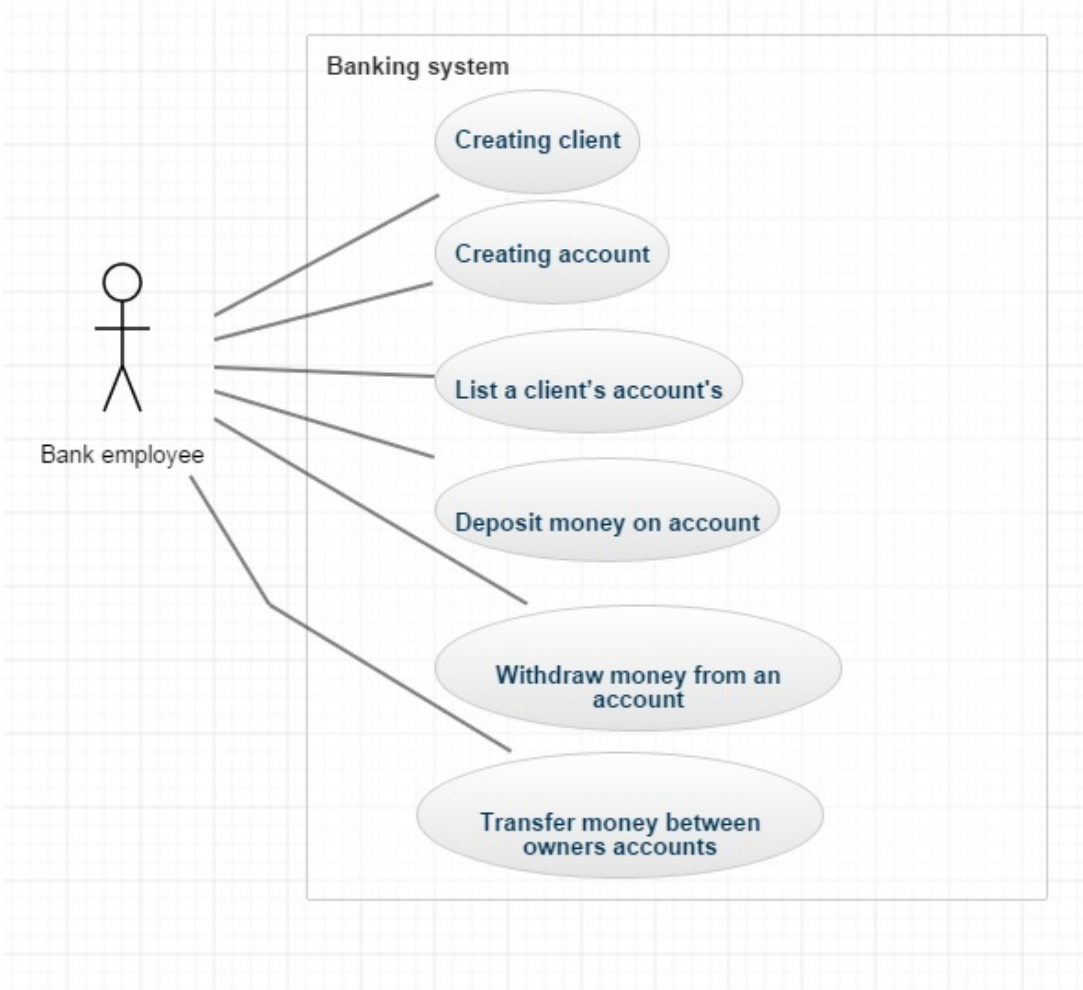 Banking system
Creating client
Creating account
List a client’s account's
Deposit money on account
Bank employee
Withdraw money from an
account
Transfer money between
owners accounts